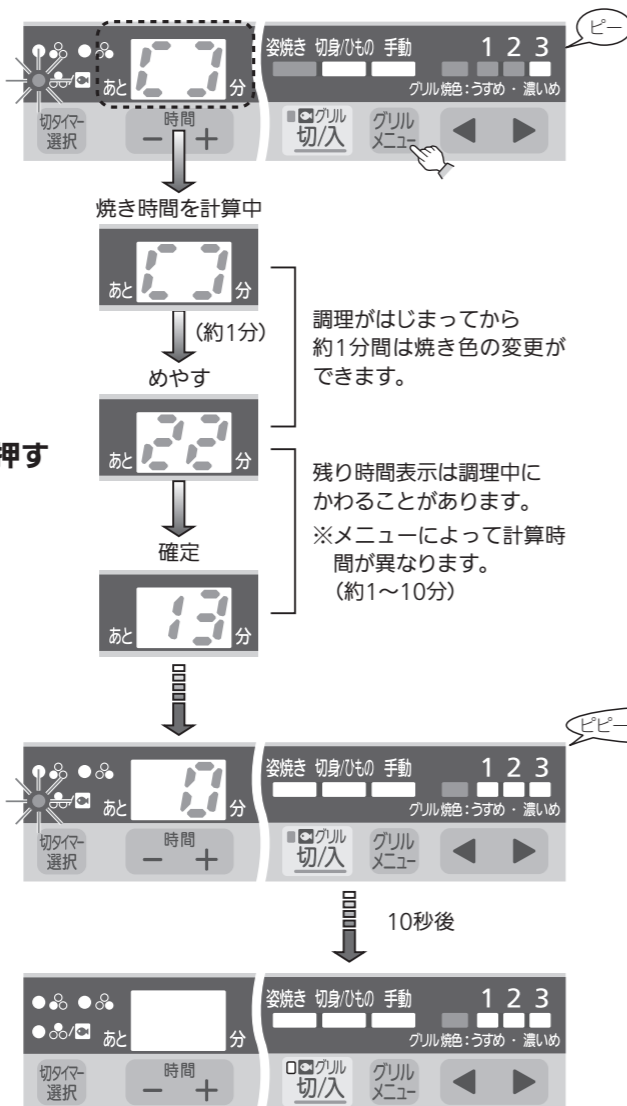 ピー
姿焼き 切身/ひもの 手動 1 2 3
あと 分 グリル焼色:うすめ・濃いめ
切タイマー選択 時間 − + グリル 切/入 グリルメニュー ◀ ▶
焼き時間を計算中
あと 分
(約1分)
調理がはじまってから
約1分間は焼き色の変更が
できます。
めやす
あと 22 分
押す
残り時間表示は調理中に
かわることがあります。
※メニューによって計算時
間が異なります。
(約1〜10分)
確定
あと 13 分
ピピー
姿焼き 切身/ひもの 手動 1 2 3
あと 0 分 グリル焼色:うすめ・濃いめ
切タイマー選択 時間 − + グリル 切/入 グリルメニュー ◀ ▶
10秒後
姿焼き 切身/ひもの 手動 1 2 3
あと 分 グリル焼色:うすめ・濃いめ
切タイマー選択 時間 − + グリル 切/入 グリルメニュー ◀ ▶